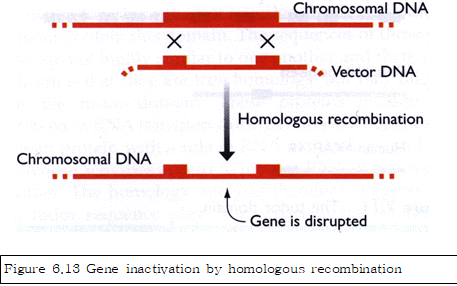 Chromosomal DNA
Vector DNA
Homologous recombination
Chromosomal DNA
Gene is disrupted
Figure 6.13 Gene inactivation by homologous recombination